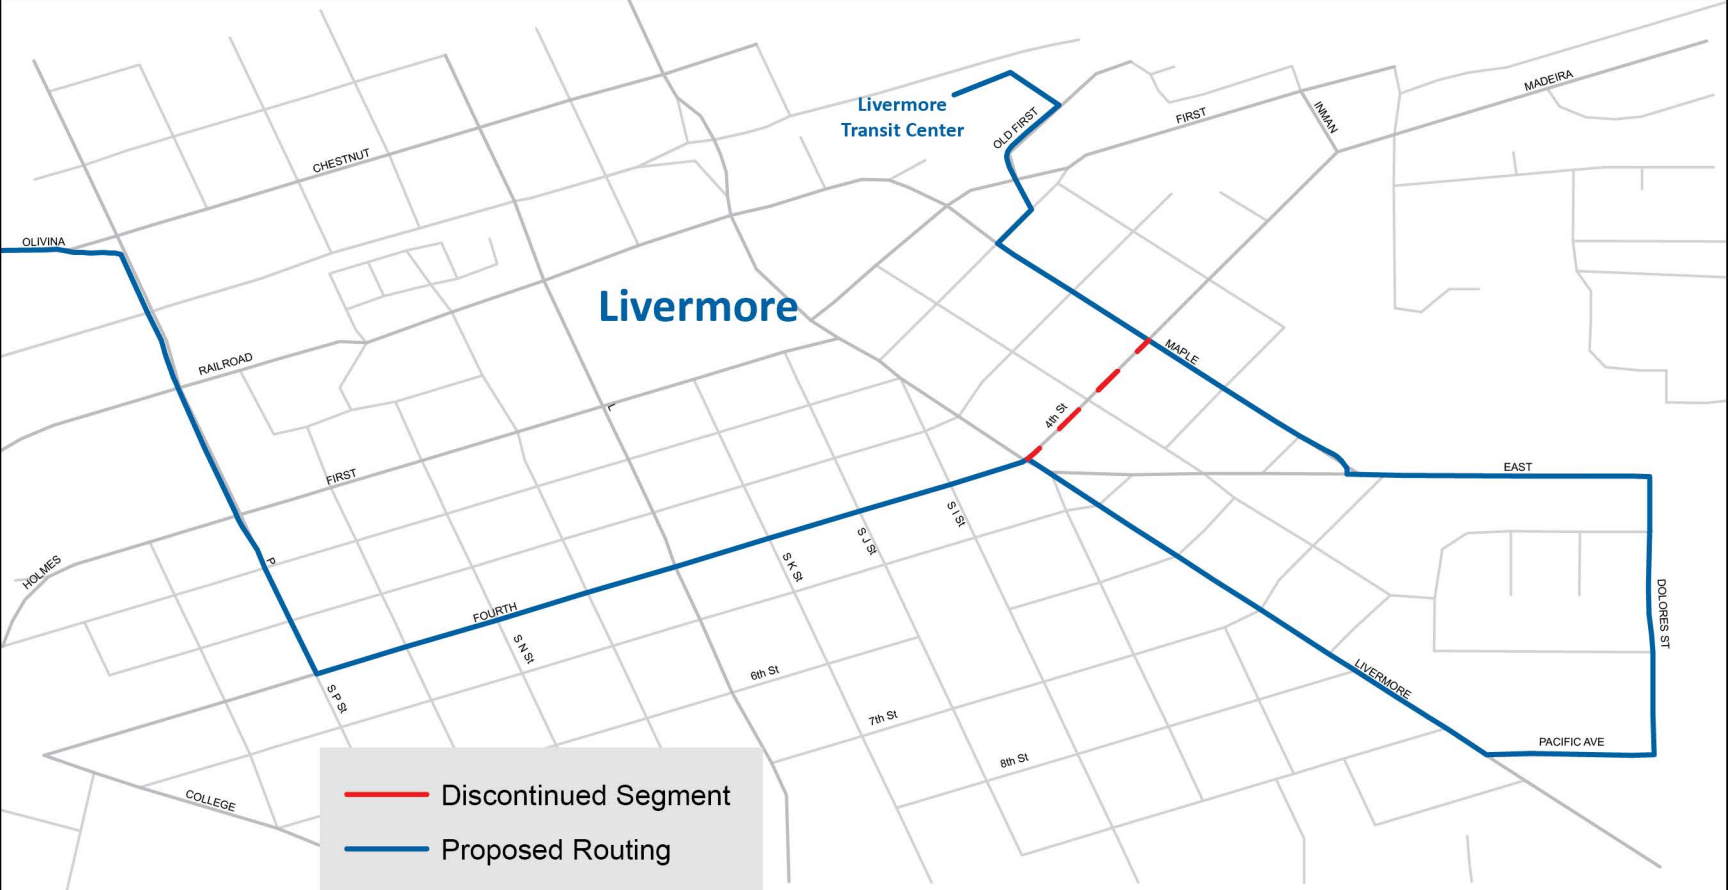 MADEIRA
Livermore
Transit Center
OLD FIRST
FIRST
INMAN
CHESTNUT
OLIVINA
Livermore
RAILROAD
MAPLE
L
4th St
FIRST
EAST
S I St
S J St
S K St
HOLMES
P
DOLORES ST
FOURTH
S N St
6th St
LIVERMORE
S P St
7th St
PACIFIC AVE
8th St
COLLEGE
Discontinued Segment
Proposed Routing